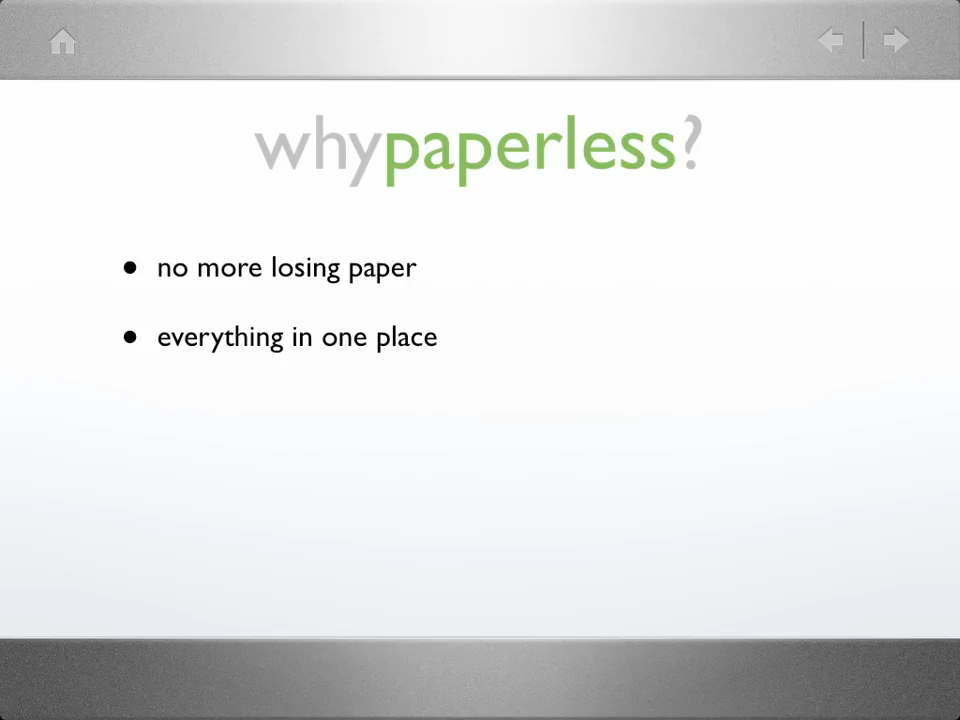 whypaperless?
• no more losing paper
• everything in one place